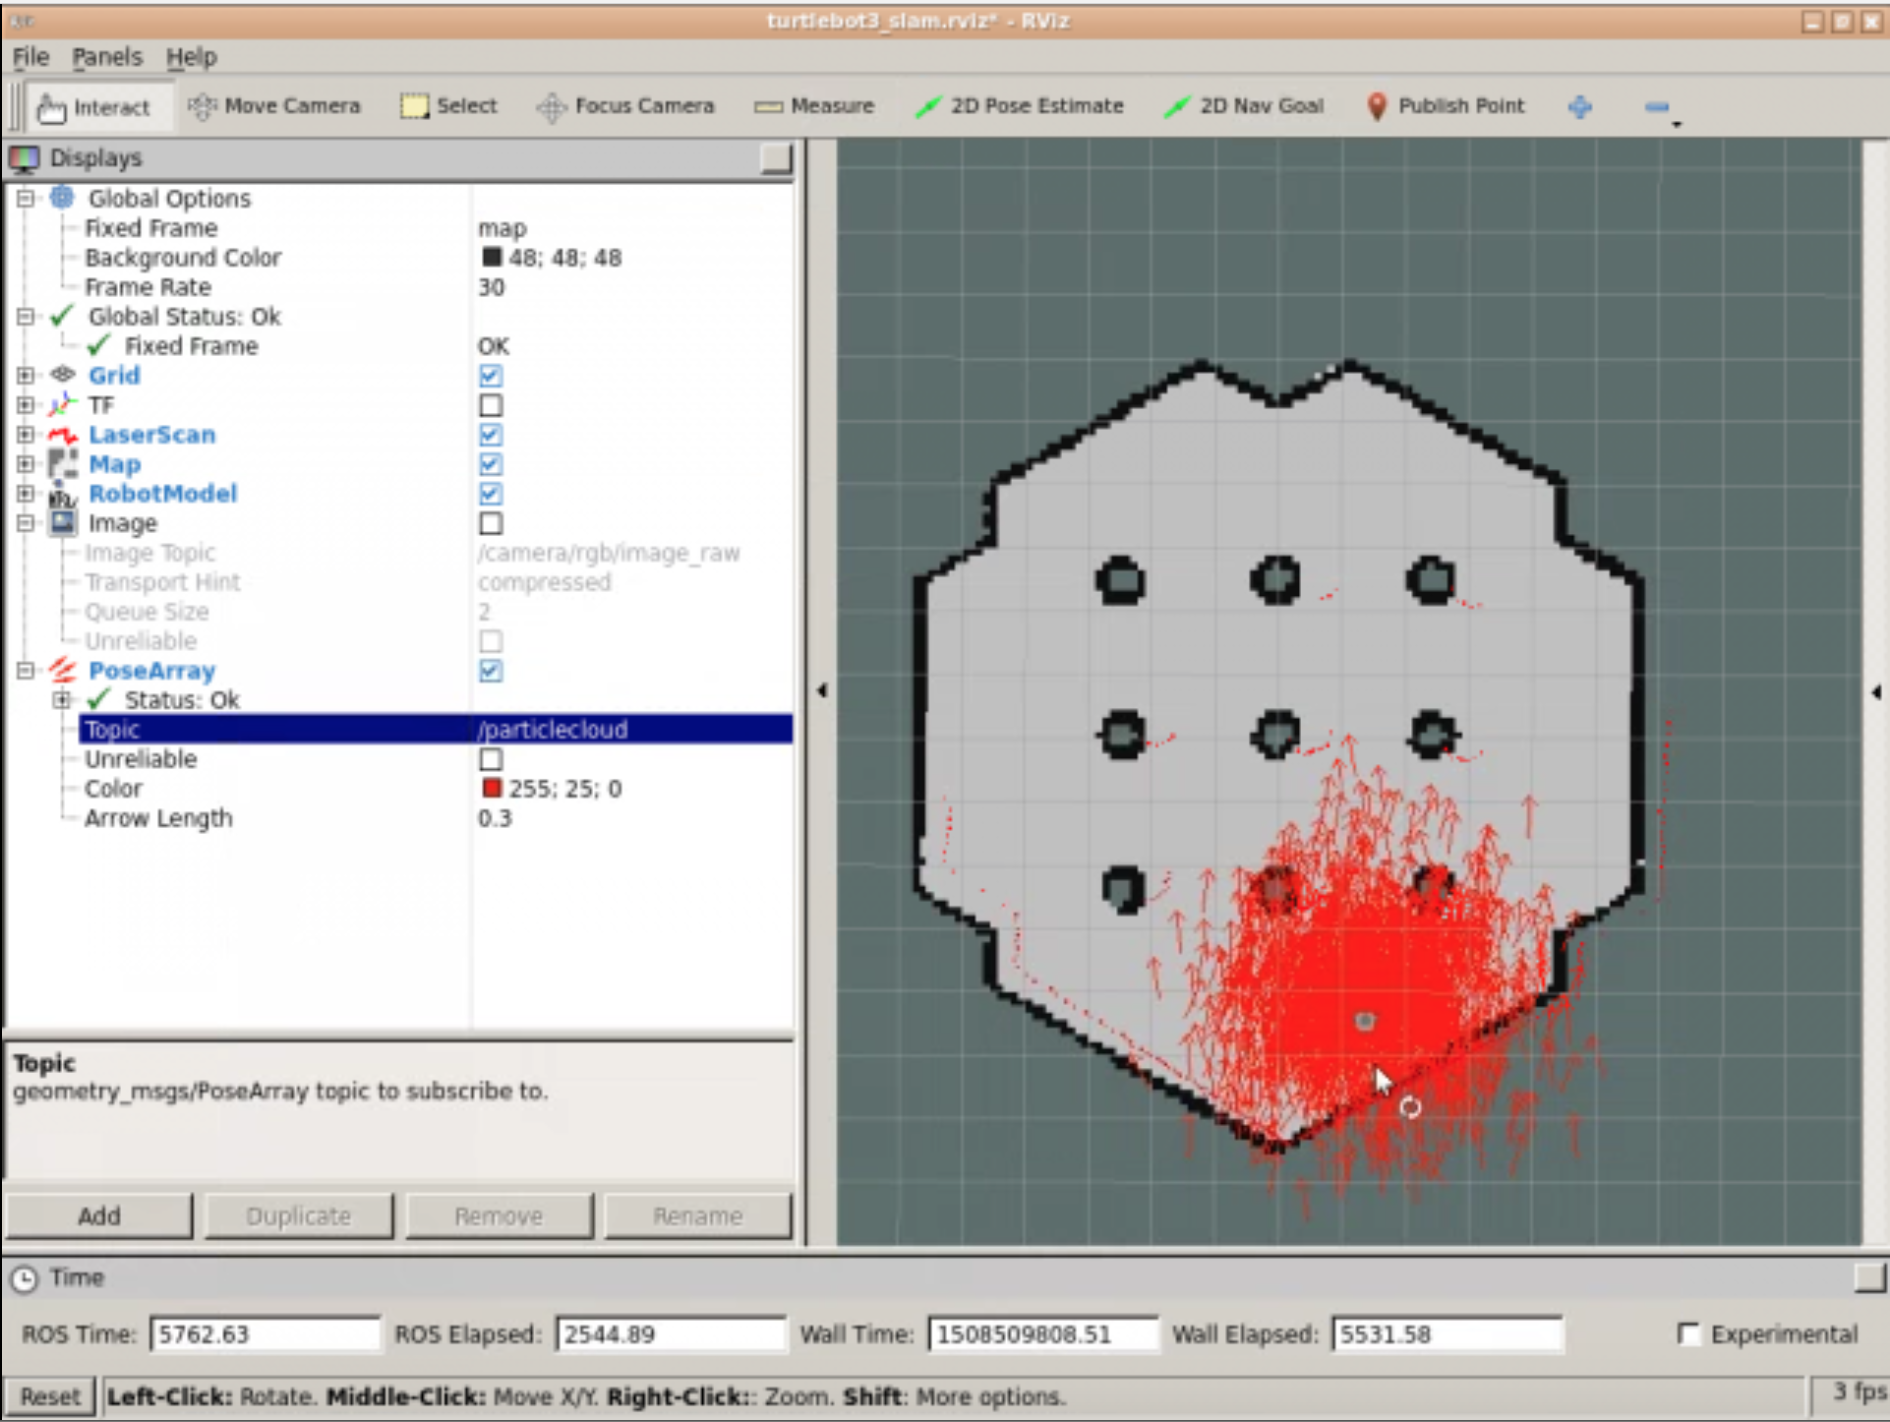 turtlebot3_slam.rviz* - RViz
File Panels Help
Interact Move Camera Select Focus Camera Measure 2D Pose Estimate 2D Nav Goal Publish Point
Displays
Global Options
Fixed Frame map
Background Color 48; 48; 48
Frame Rate 30
Global Status: Ok
Fixed Frame OK
Grid
TF
LaserScan
Map
RobotModel
Image
Image Topic /camera/rgb/image_raw
Transport Hint compressed
Queue Size 2
Unreliable
PoseArray
Status: Ok
Topic /particlecloud
Unreliable
Color 255; 25; 0
Arrow Length 0.3
Topic
geometry_msgs/PoseArray topic to subscribe to.
Add Duplicate Remove Rename
Time
ROS Time: 5762.63 ROS Elapsed: 2544.89 Wall Time: 1508509808.51 Wall Elapsed: 5531.58 Experimental
Reset Left-Click: Rotate. Middle-Click: Move X/Y. Right-Click:: Zoom. Shift: More options. 3 fps